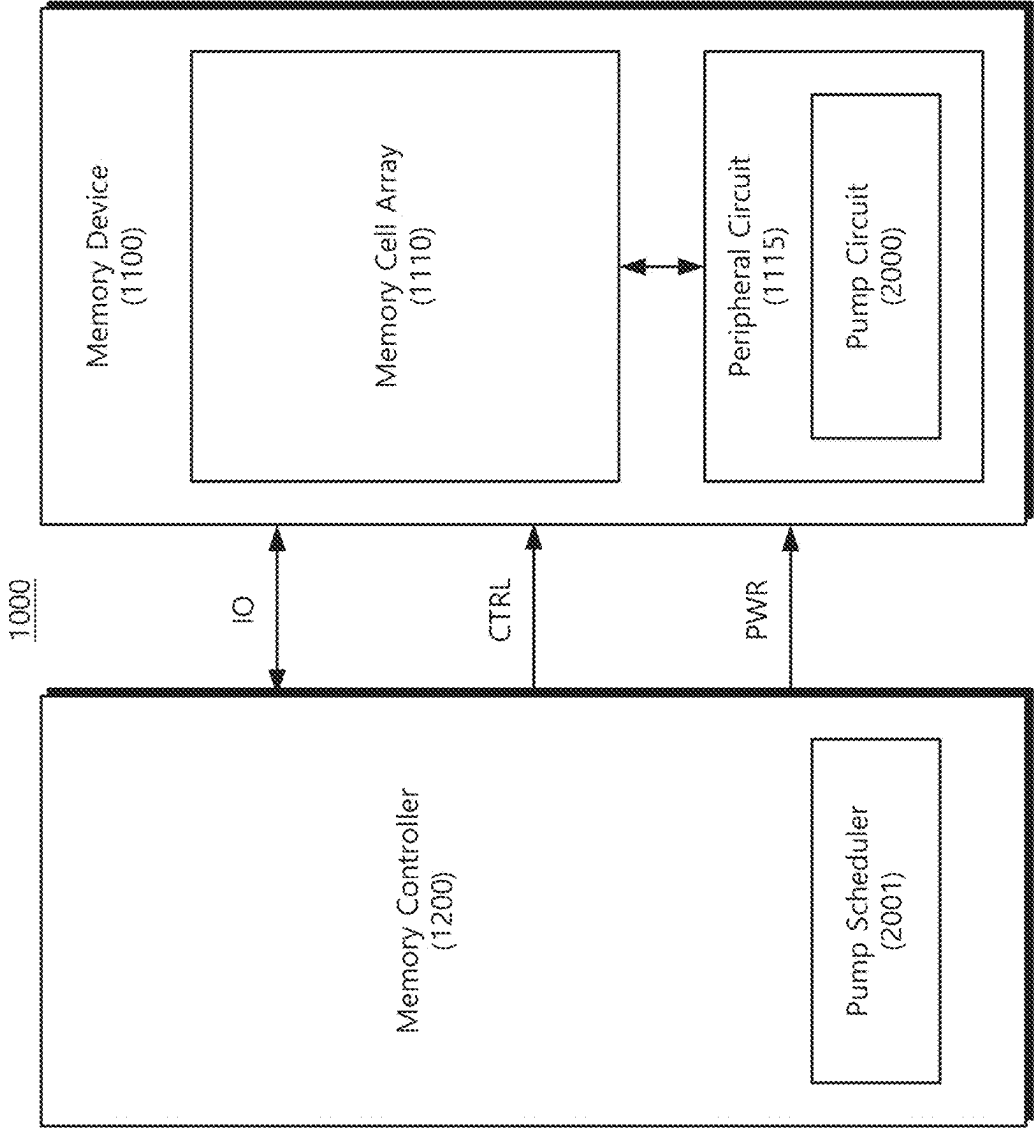 1000
Memory Controller
(1200)
Pump Scheduler
(2001)
IO
CTRL
PWR
Memory Device
(1100)
Memory Cell Array
(1110)
Peripheral Circuit
(1115)
Pump Circuit
(2000)